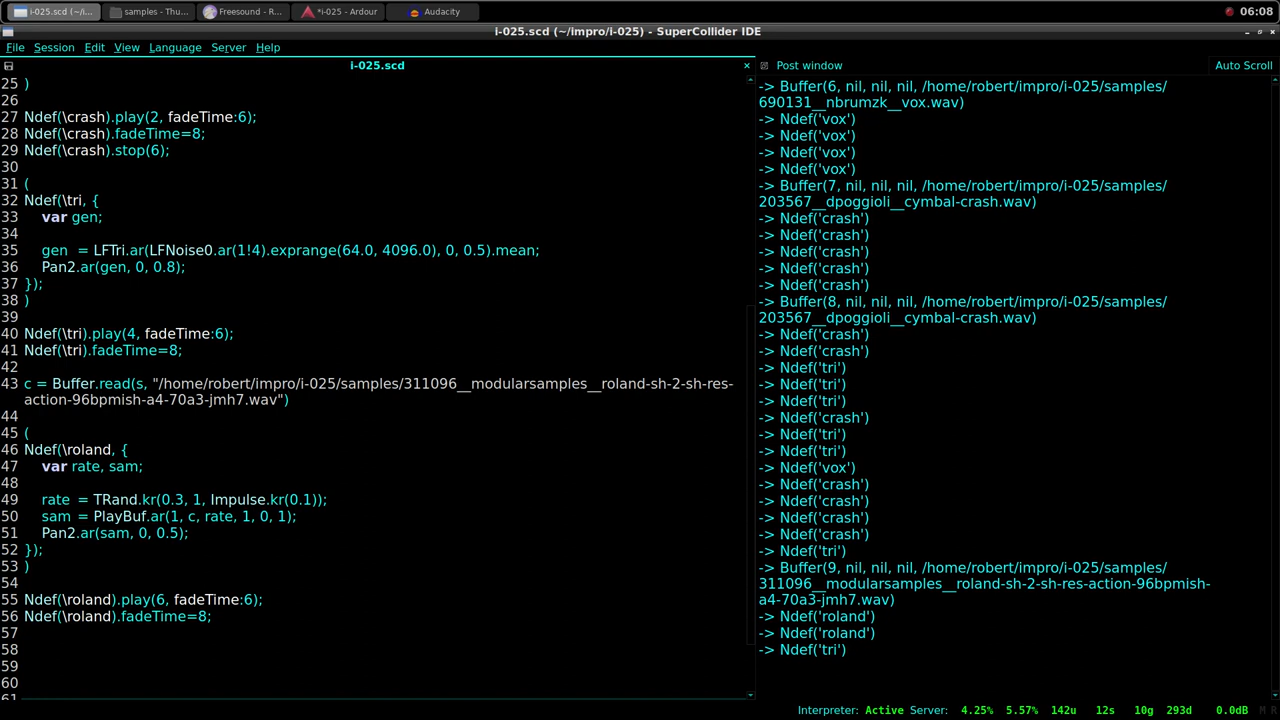 i-025.scd (~/i...
samples - Thu...
Freesound - R...
*i-025 - Ardour
Audacity
06:08
i-025.scd (~/impro/i-025) - SuperCollider IDE
File Session Edit View Language Server Help
i-025.scd
Post window
Auto Scroll
25 )
26
27 Ndef(\crash).play(2, fadeTime:6);
28 Ndef(\crash).fadeTime=8;
29 Ndef(\crash).stop(6);
30
31 (
32 Ndef(\tri, {
33 var gen;
34
35 gen = LFTri.ar(LFNoise0.ar(1!4).exprange(64.0, 4096.0), 0, 0.5).mean;
36 Pan2.ar(gen, 0, 0.8);
37 });
38 )
39
40 Ndef(\tri).play(4, fadeTime:6);
41 Ndef(\tri).fadeTime=8;
42
43 c = Buffer.read(s, "/home/robert/impro/i-025/samples/311096__modularsamples__roland-sh-2-sh-res-
action-96bpmish-a4-70a3-jmh7.wav")
44
45 (
46 Ndef(\roland, {
47 var rate, sam;
48
49 rate = TRand.kr(0.3, 1, Impulse.kr(0.1));
50 sam = PlayBuf.ar(1, c, rate, 1, 0, 1);
51 Pan2.ar(sam, 0, 0.5);
52 });
53 )
54
55 Ndef(\roland).play(6, fadeTime:6);
56 Ndef(\roland).fadeTime=8;
57
58
59
60
61
-> Buffer(6, nil, nil, nil, /home/robert/impro/i-025/samples/
690131__nbrumzk__vox.wav)
-> Ndef('vox')
-> Ndef('vox')
-> Ndef('vox')
-> Ndef('vox')
-> Buffer(7, nil, nil, nil, /home/robert/impro/i-025/samples/
203567__dpoggioli__cymbal-crash.wav)
-> Ndef('crash')
-> Ndef('crash')
-> Ndef('crash')
-> Ndef('crash')
-> Ndef('crash')
-> Buffer(8, nil, nil, nil, /home/robert/impro/i-025/samples/
203567__dpoggioli__cymbal-crash.wav)
-> Ndef('crash')
-> Ndef('crash')
-> Ndef('tri')
-> Ndef('tri')
-> Ndef('tri')
-> Ndef('crash')
-> Ndef('tri')
-> Ndef('tri')
-> Ndef('vox')
-> Ndef('crash')
-> Ndef('crash')
-> Ndef('crash')
-> Ndef('crash')
-> Ndef('tri')
-> Buffer(9, nil, nil, nil, /home/robert/impro/i-025/samples/
311096__modularsamples__roland-sh-2-sh-res-action-96bpmish-
a4-70a3-jmh7.wav)
-> Ndef('roland')
-> Ndef('roland')
-> Ndef('tri')
Interpreter: Active Server: 4.25% 5.57% 142u 12s 10g 293d 0.0dB M R